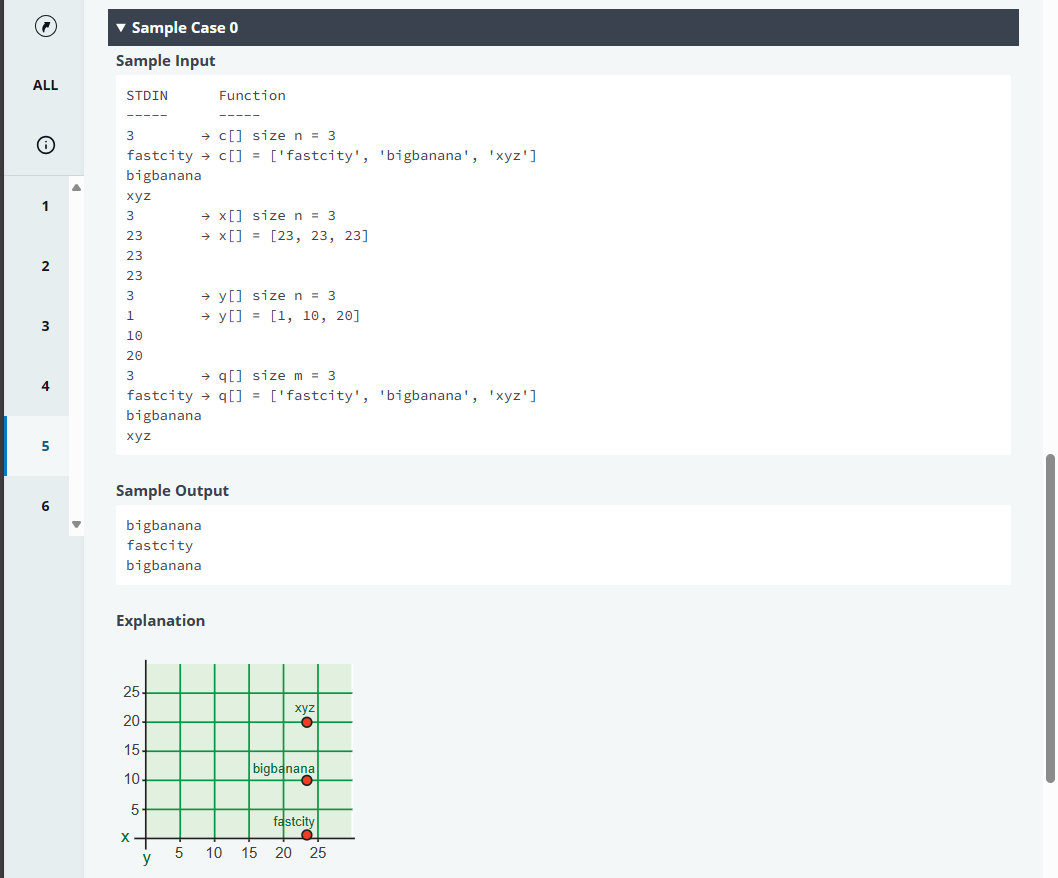 ALL
1
2
3
4
5
6
▼ Sample Case 0
Sample Input
STDIN      Function
-----      -----
3        → c[] size n = 3
fastcity → c[] = ['fastcity', 'bigbanana', 'xyz']
bigbanana
xyz
3        → x[] size n = 3
23       → x[] = [23, 23, 23]
23
23
3        → y[] size n = 3
1        → y[] = [1, 10, 20]
10
20
3        → q[] size m = 3
fastcity → q[] = ['fastcity', 'bigbanana', 'xyz']
bigbanana
xyz
Sample Output
bigbanana
fastcity
bigbanana
Explanation
25
xyz
20
15
bigbanana
10
5
fastcity
x
y 5 10 15 20 25